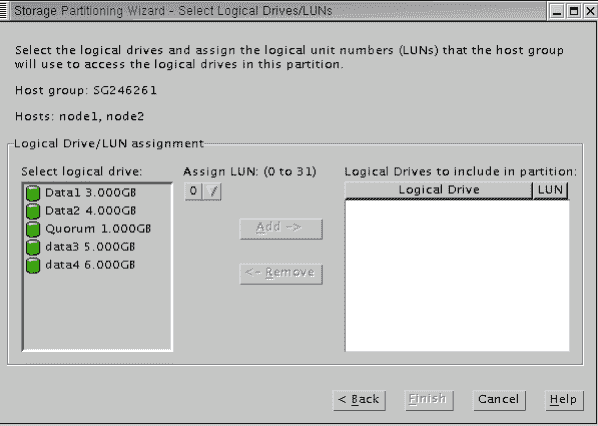 Storage Partitioning Wizard - Select Logical Drives/LUNs
Select the logical drives and assign the logical unit numbers (LUNs) that the host group
will use to access the logical drives in this partition.
Host group: SG246261
Hosts: node1, node2
Logical Drive/LUN assignment
Select logical drive:
Data1 3.000GB
Data2 4.000GB
Quorum 1.000GB
data3 5.000GB
data4 6.000GB
Assign LUN: (0 to 31)
0
Add ->
<- Remove
Logical Drives to include in partition:
Logical Drive LUN
< Back Finish Cancel Help